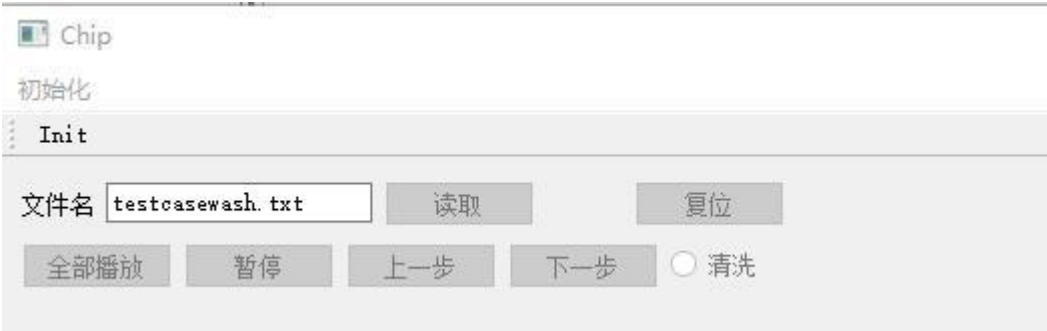 Chip
初始化
Init
文件名 testcasewash.txt 读取 复位
全部播放 暂停 上一步 下一步 清洗